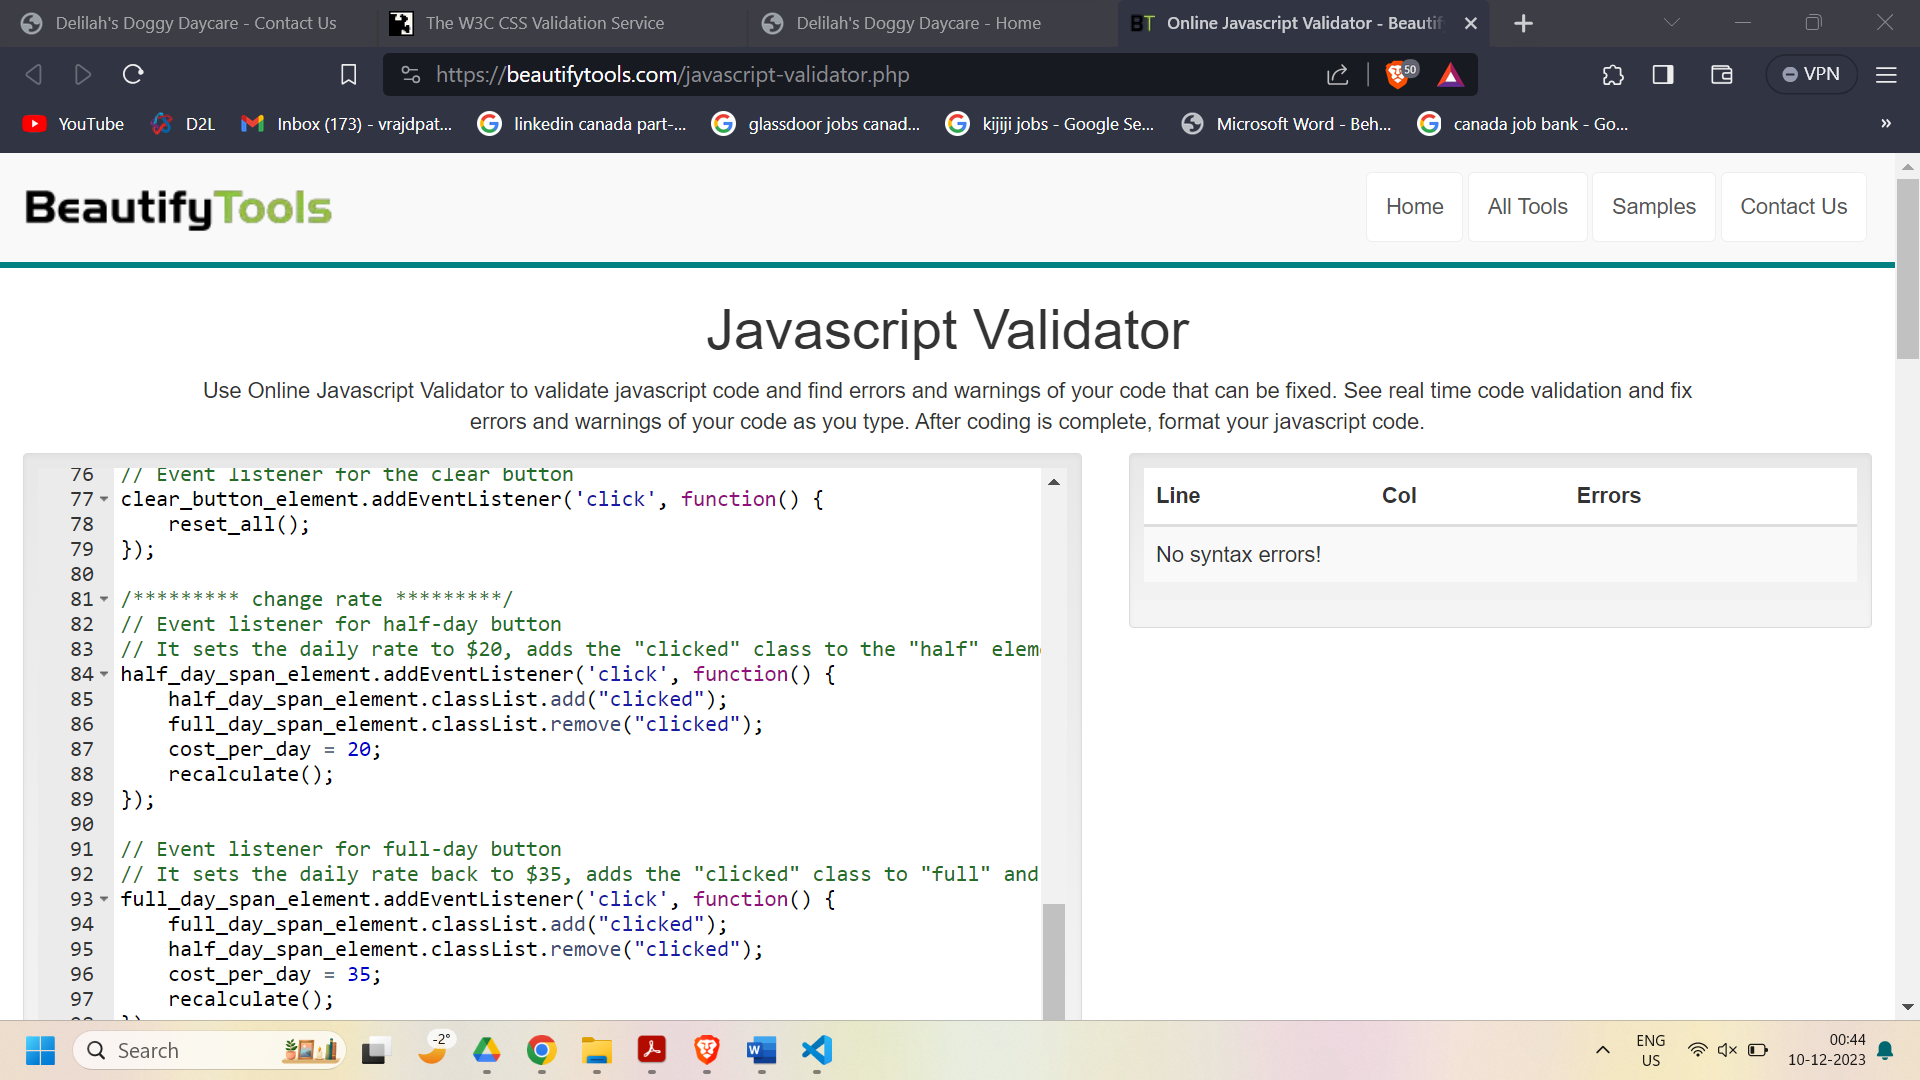 Delilah's Doggy Daycare - Contact Us
The W3C CSS Validation Service
Delilah's Doggy Daycare - Home
BT Online Javascript Validator - Beautif
https://beautifytools.com/javascript-validator.php
50
VPN
YouTube
D2L
Inbox (173) - vrajdpat...
linkedin canada part-...
glassdoor jobs canad...
kijiji jobs - Google Se...
Microsoft Word - Beh...
canada job bank - Go...
»
BeautifyTools
Home
All Tools
Samples
Contact Us
Javascript Validator
Use Online Javascript Validator to validate javascript code and find errors and warnings of your code that can be fixed. See real time code validation and fix
errors and warnings of your code as you type. After coding is complete, format your javascript code.
76 // Event listener for the clear button
77 clear_button_element.addEventListener('click', function() {
78     reset_all();
79 });
80
81 /********* change rate *********/
82 // Event listener for half-day button
83 // It sets the daily rate to $20, adds the "clicked" class to the "half" elem
84 half_day_span_element.addEventListener('click', function() {
85     half_day_span_element.classList.add("clicked");
86     full_day_span_element.classList.remove("clicked");
87     cost_per_day = 20;
88     recalculate();
89 });
90
91 // Event listener for full-day button
92 // It sets the daily rate back to $35, adds the "clicked" class to "full" and
93 full_day_span_element.addEventListener('click', function() {
94     full_day_span_element.classList.add("clicked");
95     half_day_span_element.classList.remove("clicked");
96     cost_per_day = 35;
97     recalculate();
Line Col Errors
No syntax errors!
Search
-2°
ENG
US
00:44
10-12-2023